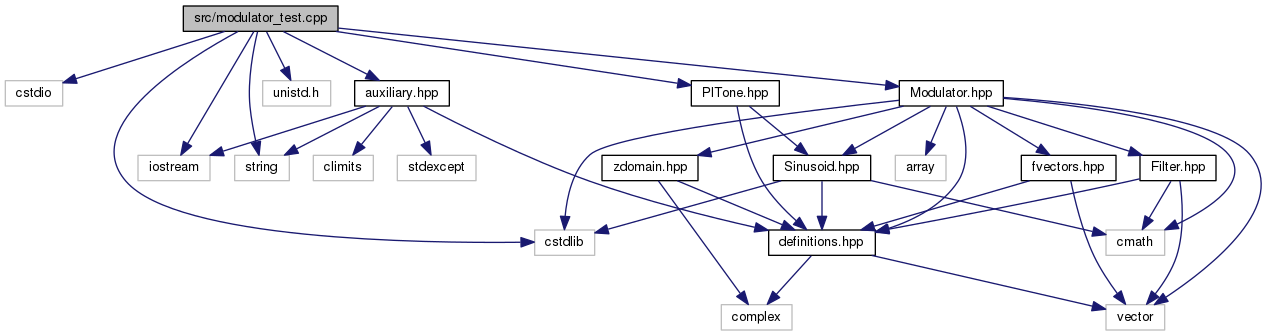 src/modulator_test.cpp
cstdio
unistd.h
auxiliary.hpp
PITone.hpp
Modulator.hpp
iostream
string
climits
stdexcept
zdomain.hpp
Sinusoid.hpp
array
fvectors.hpp
Filter.hpp
cstdlib
definitions.hpp
cmath
complex
vector